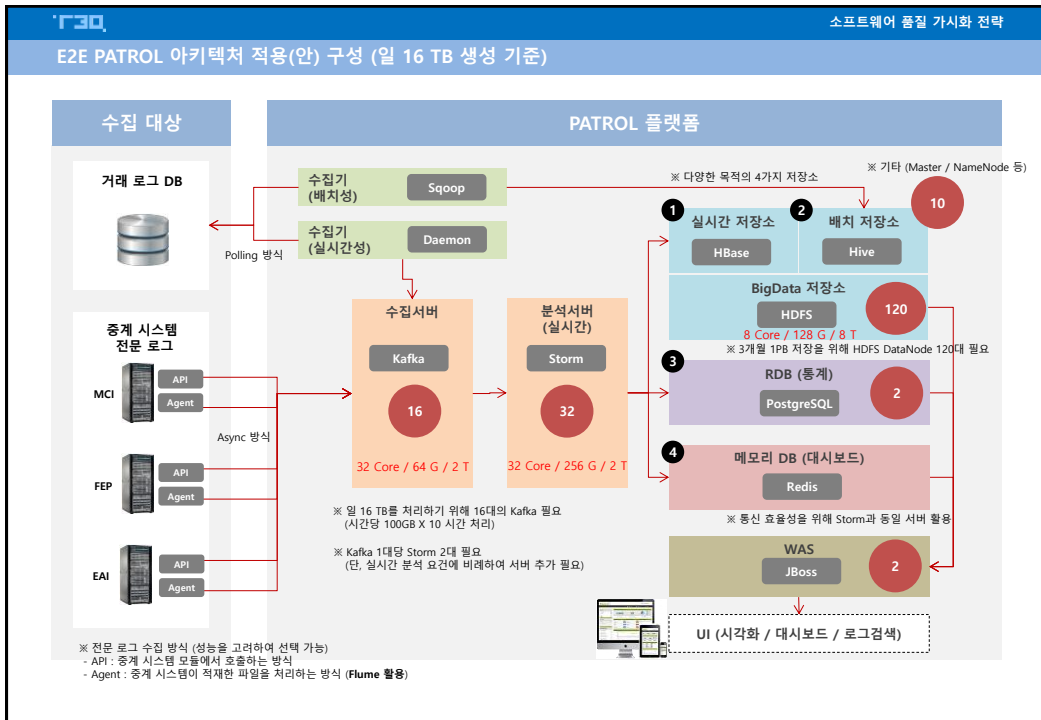 T3Q
소프트웨어 품질 가시화 전략
E2E PATROL 아키텍처 적용(안) 구성 (일 16 TB 생성 기준)
수집 대상
PATROL 플랫폼
거래 로그 DB
Polling 방식
중계 시스템
전문 로그
MCI
API
Agent
Async 방식
FEP
API
Agent
EAI
API
Agent
수집기
(배치성)
Sqoop
수집기
(실시간성)
Daemon
※ 다양한 목적의 4가지 저장소
※ 기타 (Master / NameNode 등)
10
1
실시간 저장소
HBase
2
배치 저장소
Hive
BigData 저장소
HDFS
120
8 Core / 128 G / 8 T
※ 3개월 1PB 저장을 위해 HDFS DataNode 120대 필요
수집서버
Kafka
16
32 Core / 64 G / 2 T
분석서버
(실시간)
Storm
32
32 Core / 256 G / 2 T
3
RDB (통계)
PostgreSQL
2
4
메모리 DB (대시보드)
Redis
※ 통신 효율성을 위해 Storm과 동일 서버 활용
※ 일 16 TB를 처리하기 위해 16대의 Kafka 필요
(시간당 100GB X 10 시간 처리)
※ Kafka 1대당 Storm 2대 필요
(단, 실시간 분석 요건에 비례하여 서버 추가 필요)
WAS
JBoss
2
UI (시각화 / 대시보드 / 로그검색)
※ 전문 로그 수집 방식 (성능을 고려하여 선택 가능)
- API : 중계 시스템 모듈에서 호출하는 방식
- Agent : 중계 시스템이 적재한 파일을 처리하는 방식 (Flume 활용)